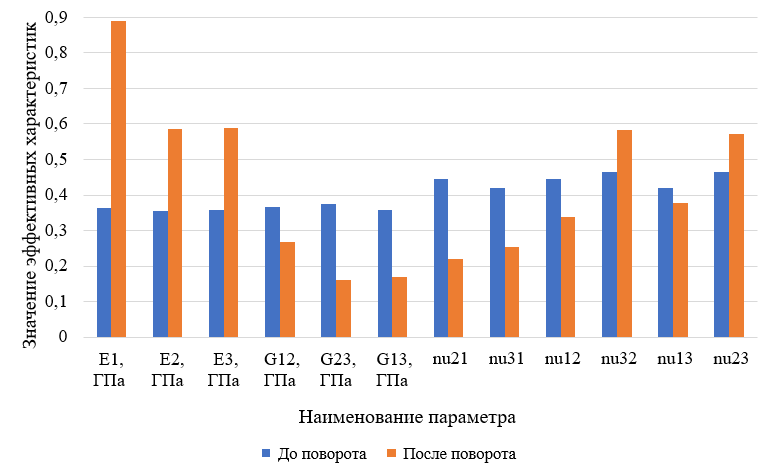 Значение эффективных характеристик
0,9
0,8
0,7
0,6
0,5
0,4
0,3
0,2
0,1
0
E1, ГПа
E2, ГПа
E3, ГПа
G12, ГПа
G23, ГПа
G13, ГПа
nu21
nu31
nu12
nu32
nu13
nu23
Наименование параметра
До поворота
После поворота